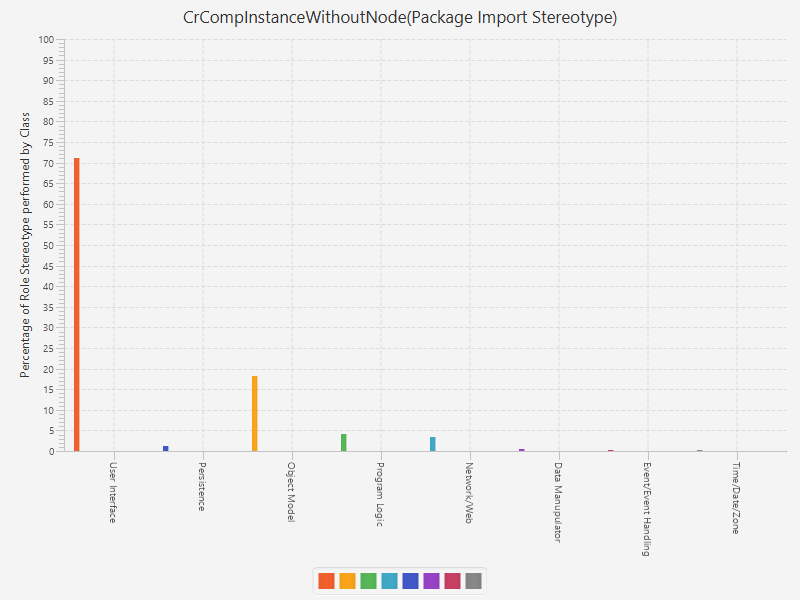 CrCompInstanceWithoutNode(Package Import Stereotype)
Percentage of Role Stereotype performed by Class
100
95
90
85
80
75
70
65
60
55
50
45
40
35
30
25
20
15
10
5
0
User Interface
Persistence
Object Model
Program Logic
Network/Web
Data Manupulator
Event/Event Handling
Time/Date/Zone